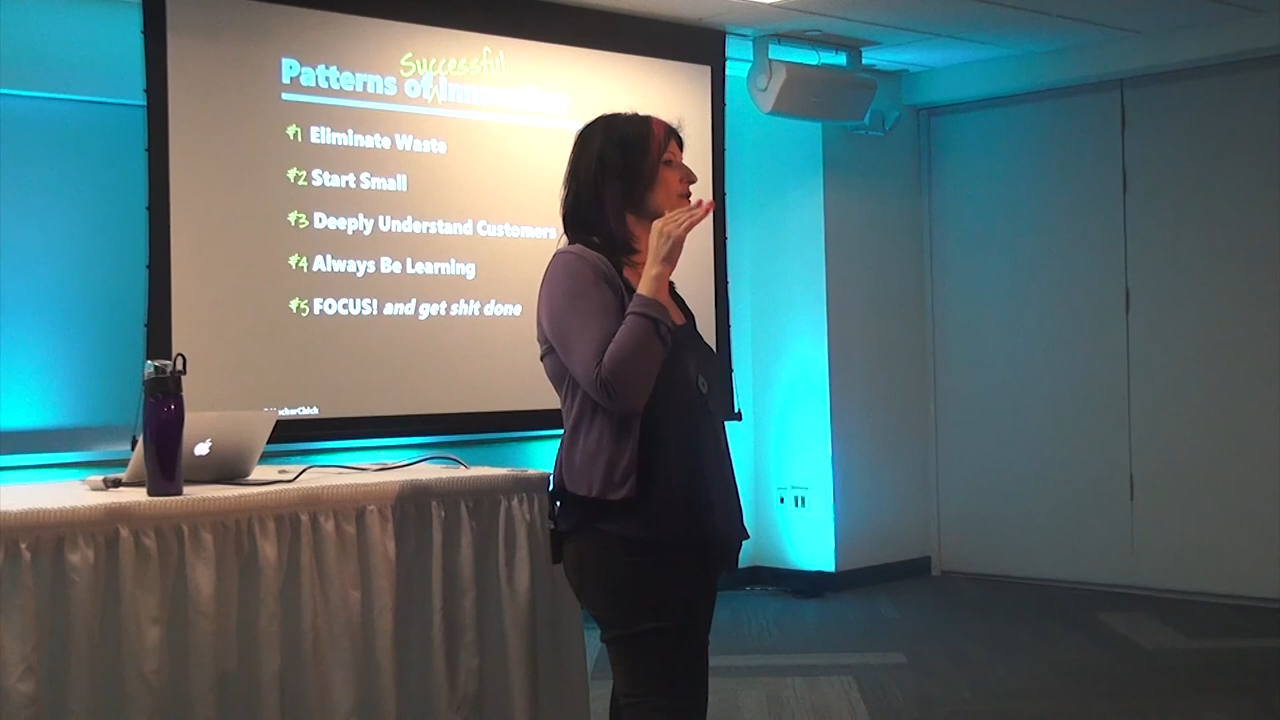 Successful
Patterns of
#1 Eliminate Waste
#2 Start Small
#3 Deeply Understand Customers
#4 Always Be Learning
#5 FOCUS! and get shit done